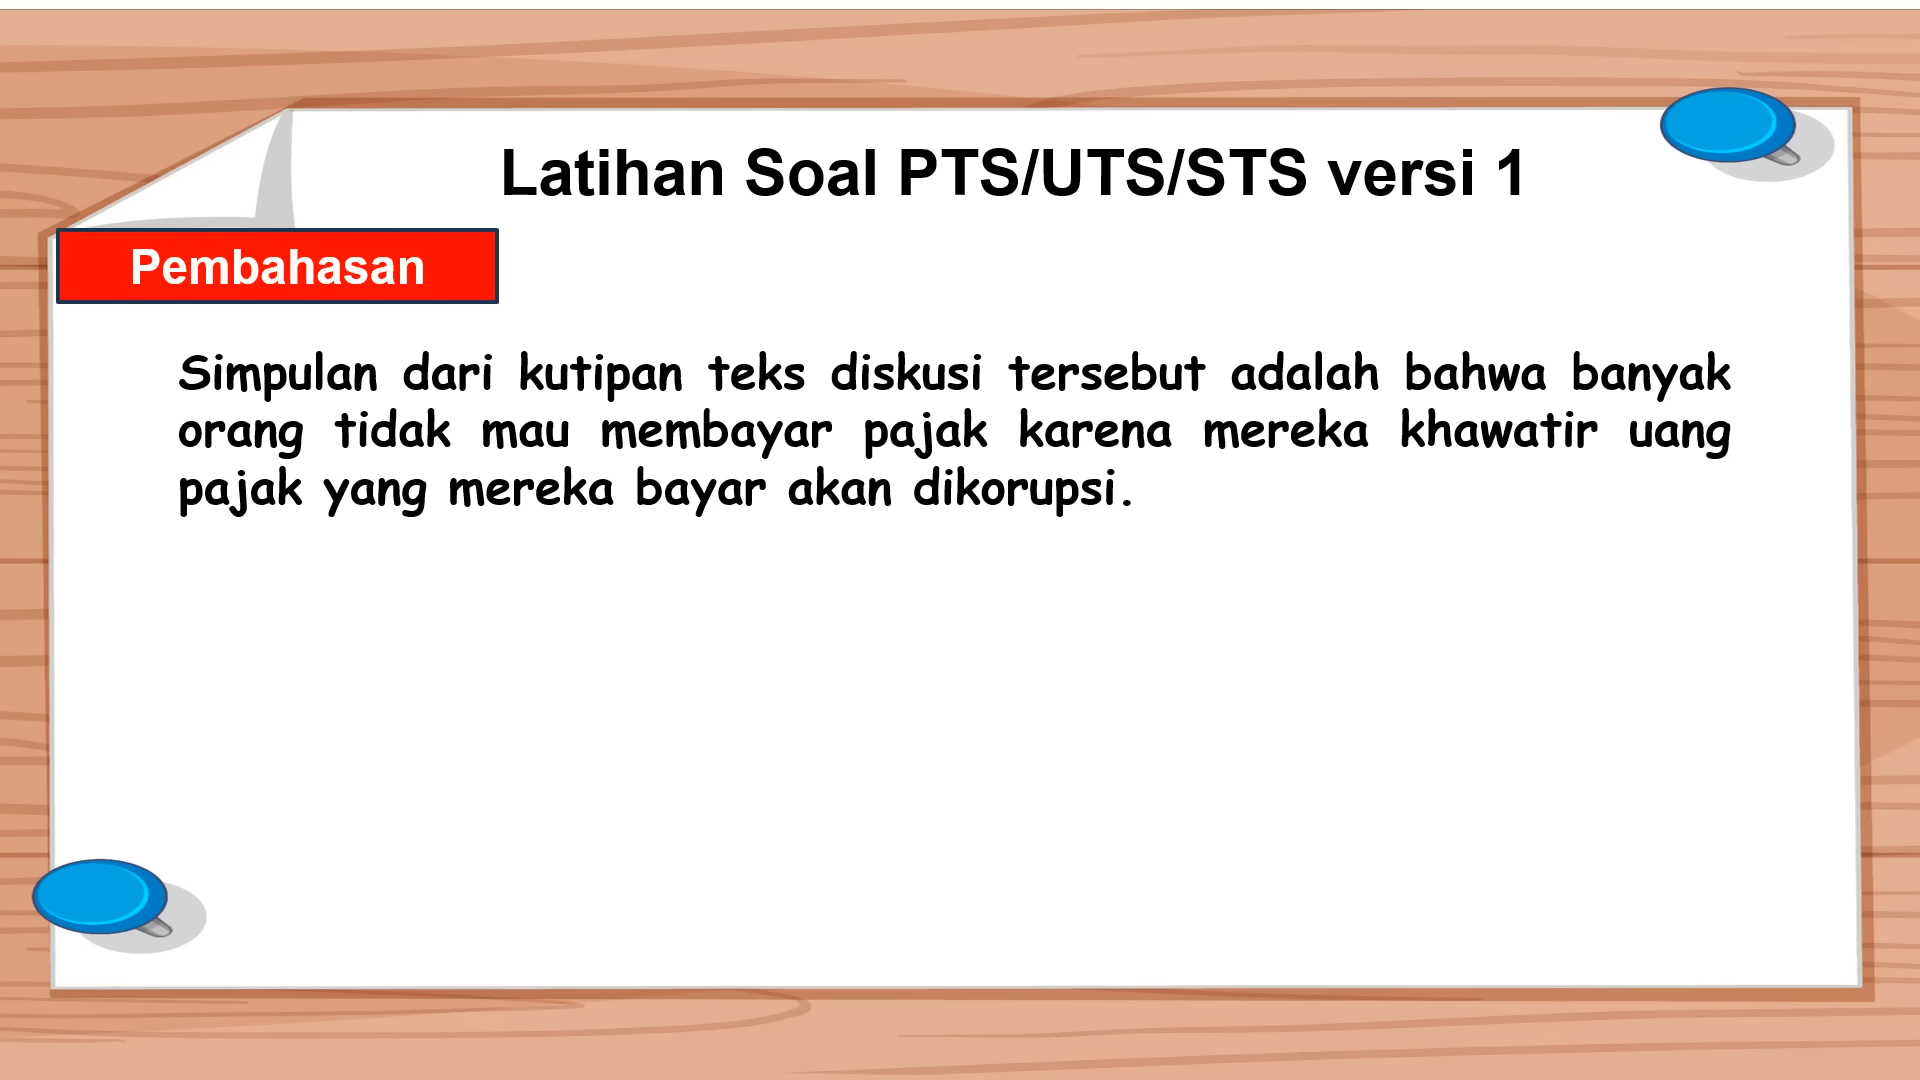 Latihan Soal PTS/UTS/STS versi 1
Pembahasan
Simpulan dari kutipan teks diskusi tersebut adalah bahwa banyak
orang tidak mau membayar pajak karena mereka khawatir uang
pajak yang mereka bayar akan dikorupsi.